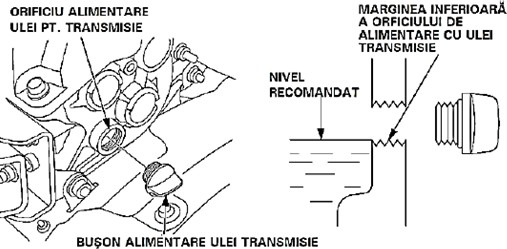 ORIFICIU ALIMENTARE
ULEI PT. TRANSMISIE
MARGINEA INFERIOARĂ
A ORFICIULUI DE
ALIMENTARE CU ULEI
TRANSMISIE
NIVEL
RECOMANDAT
BUŞON ALIMENTARE ULEI TRANSMISIE